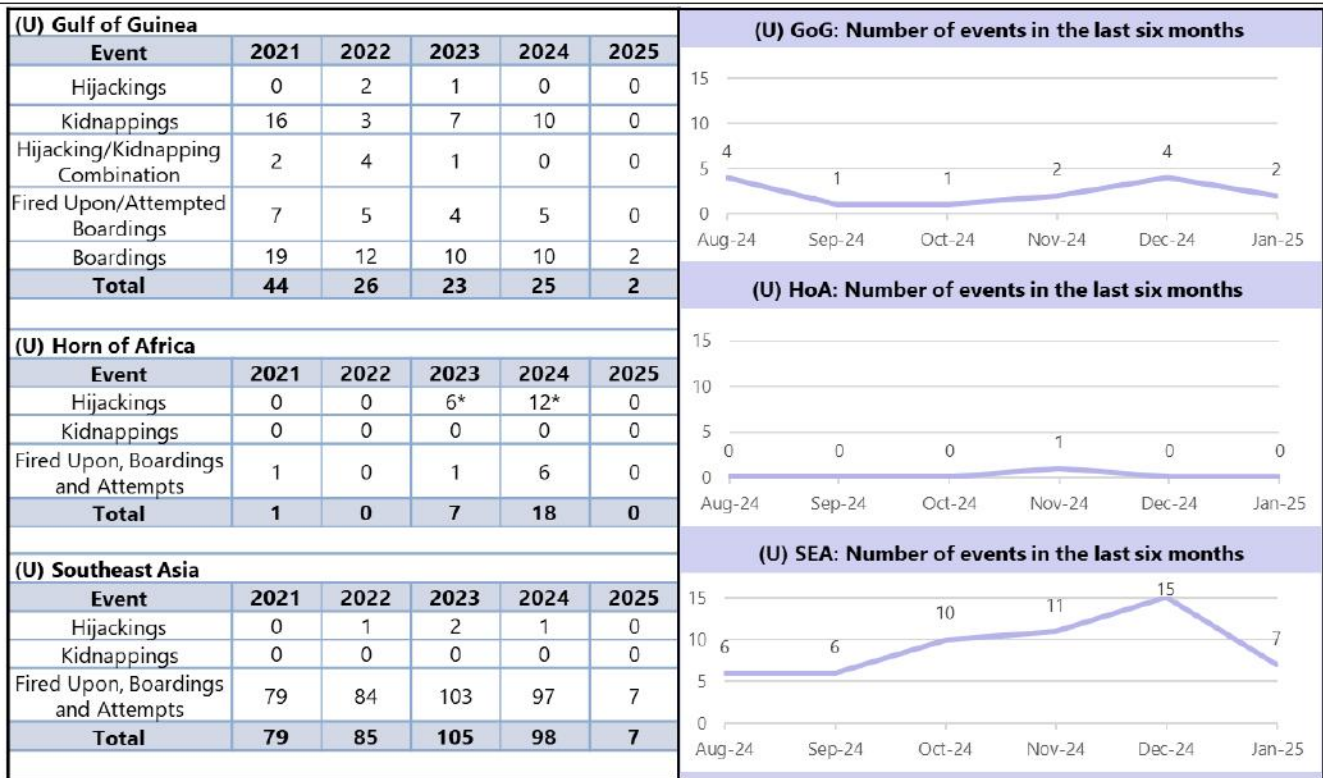 (U) Gulf of Guinea
Event 2021 2022 2023 2024 2025
Hijackings 0 2 1 0 0
Kidnappings 16 3 7 10 0
Hijacking/Kidnapping
Combination 2 4 1 0 0
Fired Upon/Attempted
Boardings 7 5 4 5 0
Boardings 19 12 10 10 2
Total 44 26 23 25 2
(U) Horn of Africa
Event 2021 2022 2023 2024 2025
Hijackings 0 0 6* 12* 0
Kidnappings 0 0 0 0 0
Fired Upon, Boardings
and Attempts 1 0 1 6 0
Total 1 0 7 18 0
(U) Southeast Asia
Event 2021 2022 2023 2024 2025
Hijackings 0 1 2 1 0
Kidnappings 0 0 0 0 0
Fired Upon, Boardings
and Attempts 79 84 103 97 7
Total 79 85 105 98 7
(U) GoG: Number of events in the last six months
15
10
5
0
4 1 1 2 4 2
Aug-24 Sep-24 Oct-24 Nov-24 Dec-24 Jan-25
(U) HoA: Number of events in the last six months
15
10
5
0
0 0 0 1 0 0
Aug-24 Sep-24 Oct-24 Nov-24 Dec-24 Jan-25
(U) SEA: Number of events in the last six months
15
10
5
0
6 6 10 11 15 7
Aug-24 Sep-24 Oct-24 Nov-24 Dec-24 Jan-25